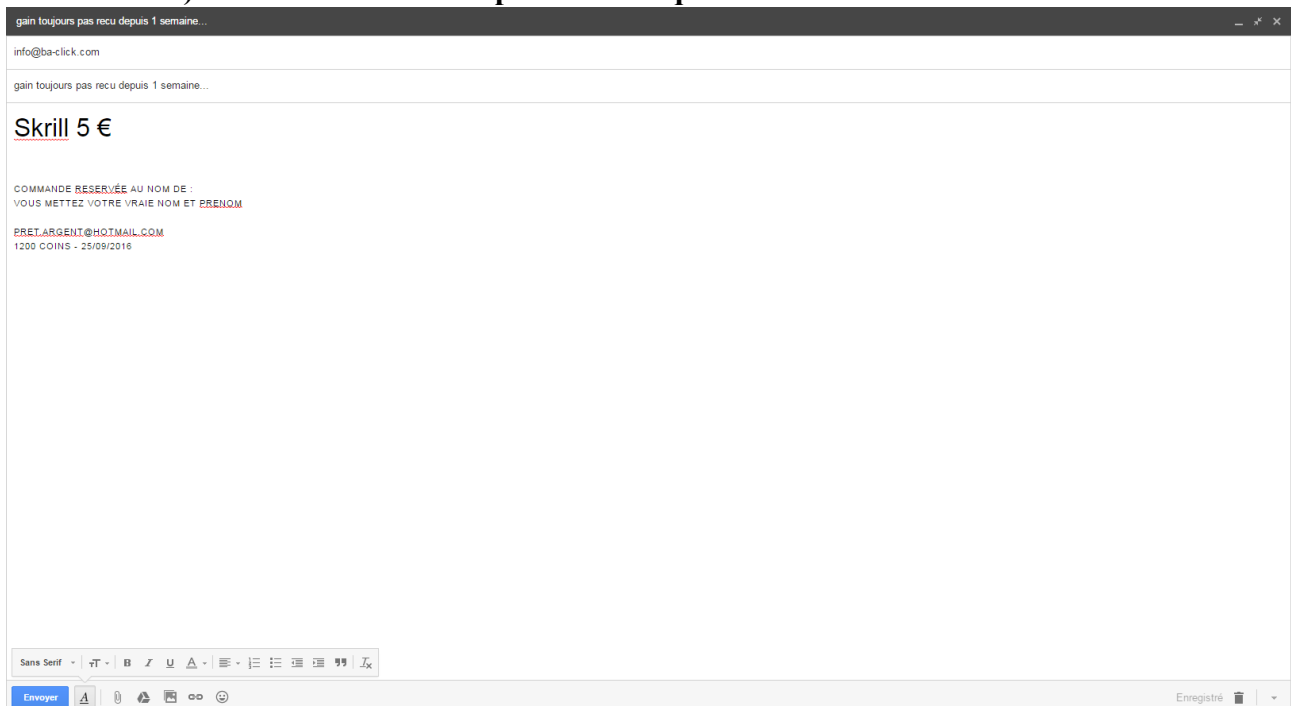 gain toujours pas recu depuis 1 semaine...
info@ba-click.com
gain toujours pas recu depuis 1 semaine...
Skrill 5 €
COMMANDE RESERVÉE AU NOM DE :
VOUS METTEZ VOTRE VRAIE NOM ET PRENOM
PRET.ARGENT@HOTMAIL.COM
1200 COINS - 25/09/2016
Sans Serif
Envoyer
Enregistré